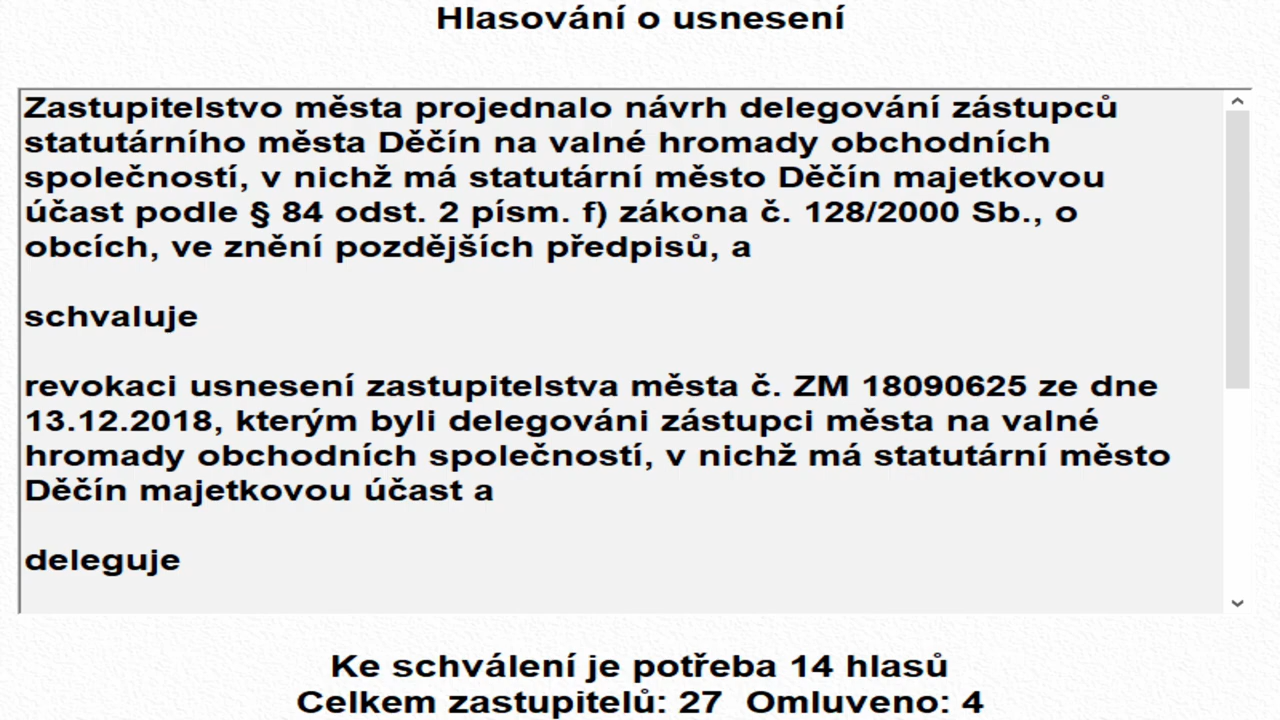 Hlasování o usnesení
Zastupitelstvo města projednalo návrh delegování zástupců
statutárního města Děčín na valné hromady obchodních
společností, v nichž má statutární město Děčín majetkovou
účast podle § 84 odst. 2 písm. f) zákona č. 128/2000 Sb., o
obcích, ve znění pozdějších předpisů, a
schvaluje
revokaci usnesení zastupitelstva města č. ZM 18090625 ze dne
13.12.2018, kterým byli delegováni zástupci města na valné
hromady obchodních společností, v nichž má statutární město
Děčín majetkovou účast a
deleguje
Ke schválení je potřeba 14 hlasů
Celkem zastupitelů: 27 Omluveno: 4